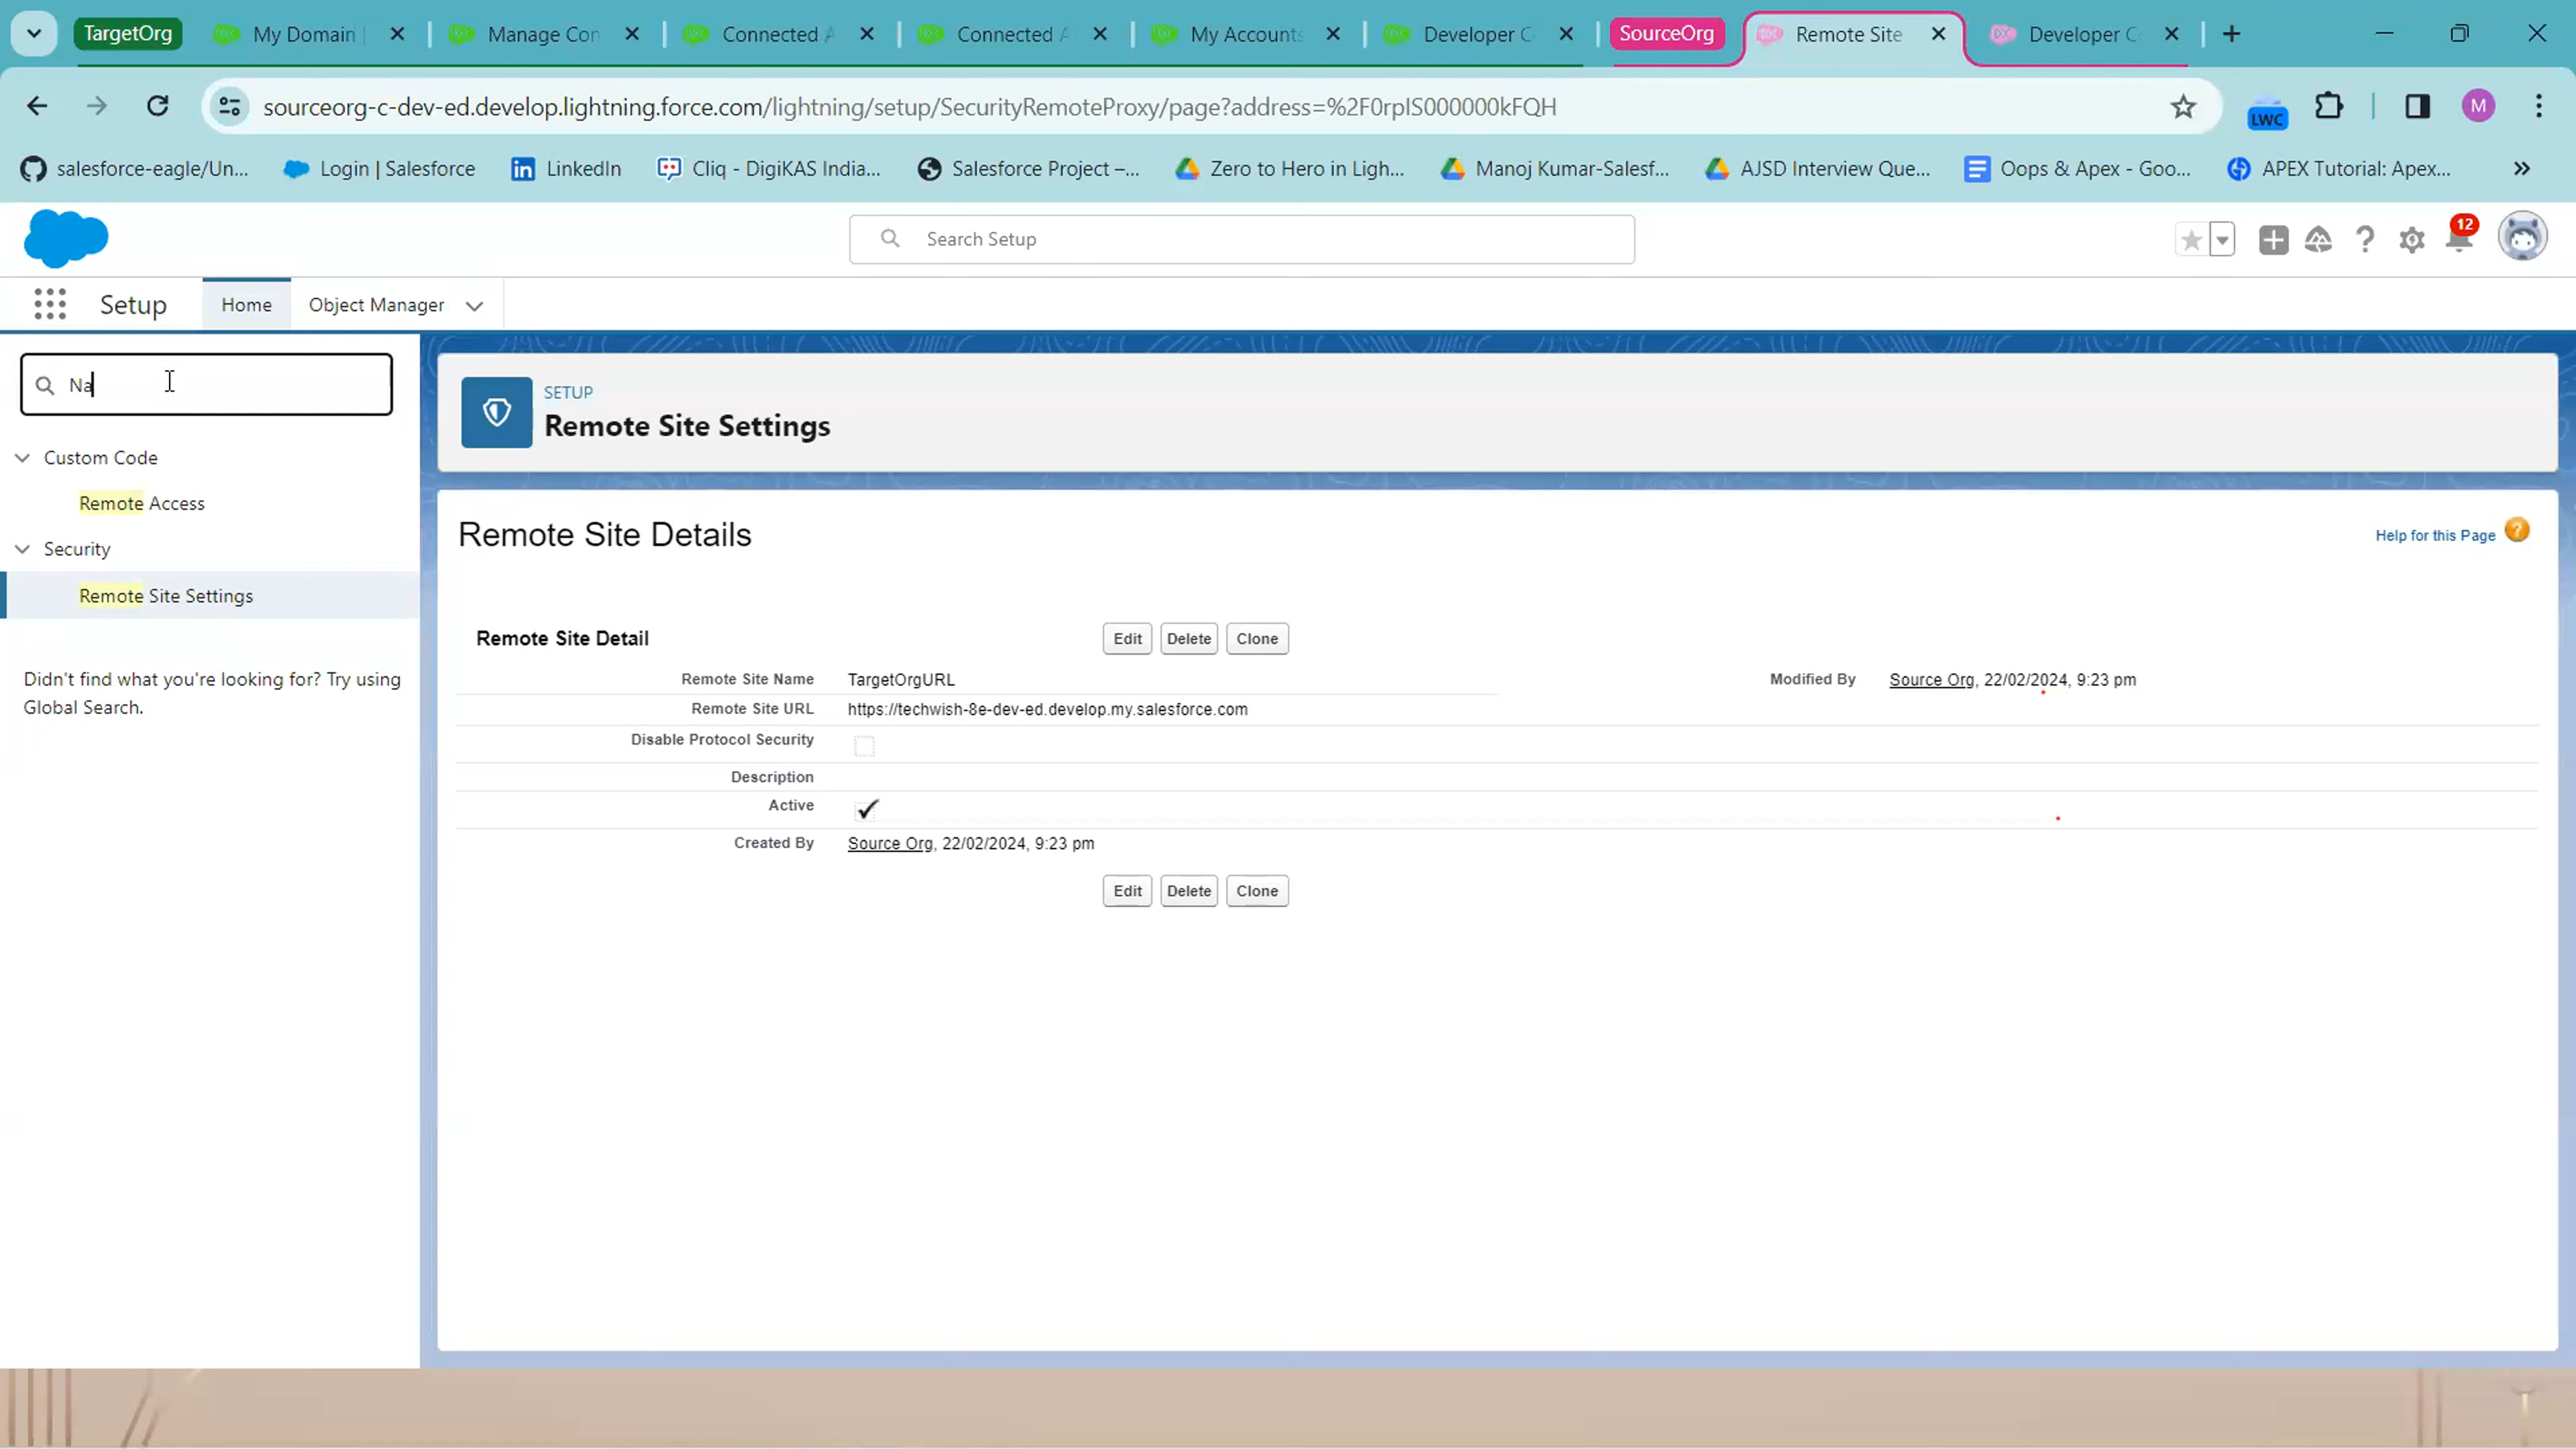 TargetOrg
My Domain
Manage Con
Connected A
Connected A
My Accounts
Developer C
SourceOrg
Remote Site
Developer C
sourceorg-c-dev-ed.develop.lightning.force.com/lightning/setup/SecurityRemoteProxy/page?address=%2F0rpIS000000kFQH
LWC
M
salesforce-eagle/Un...
Login | Salesforce
LinkedIn
Cliq - DigiKAS India...
Salesforce Project –...
Zero to Hero in Ligh...
Manoj Kumar-Salesf...
AJSD Interview Que...
Oops & Apex - Goo...
APEX Tutorial: Apex...
Search Setup
12
Setup
Home
Object Manager
Na
Custom Code
Remote Access
Security
Remote Site Settings
Didn't find what you're looking for? Try using
Global Search.
SETUP
Remote Site Settings
Remote Site Details
Help for this Page
Remote Site Detail
Edit
Delete
Clone
Remote Site Name TargetOrgURL
Modified By Source Org, 22/02/2024, 9:23 pm
Remote Site URL https://techwish-8e-dev-ed.develop.my.salesforce.com
Disable Protocol Security
Description
Active
Created By Source Org, 22/02/2024, 9:23 pm
Edit
Delete
Clone